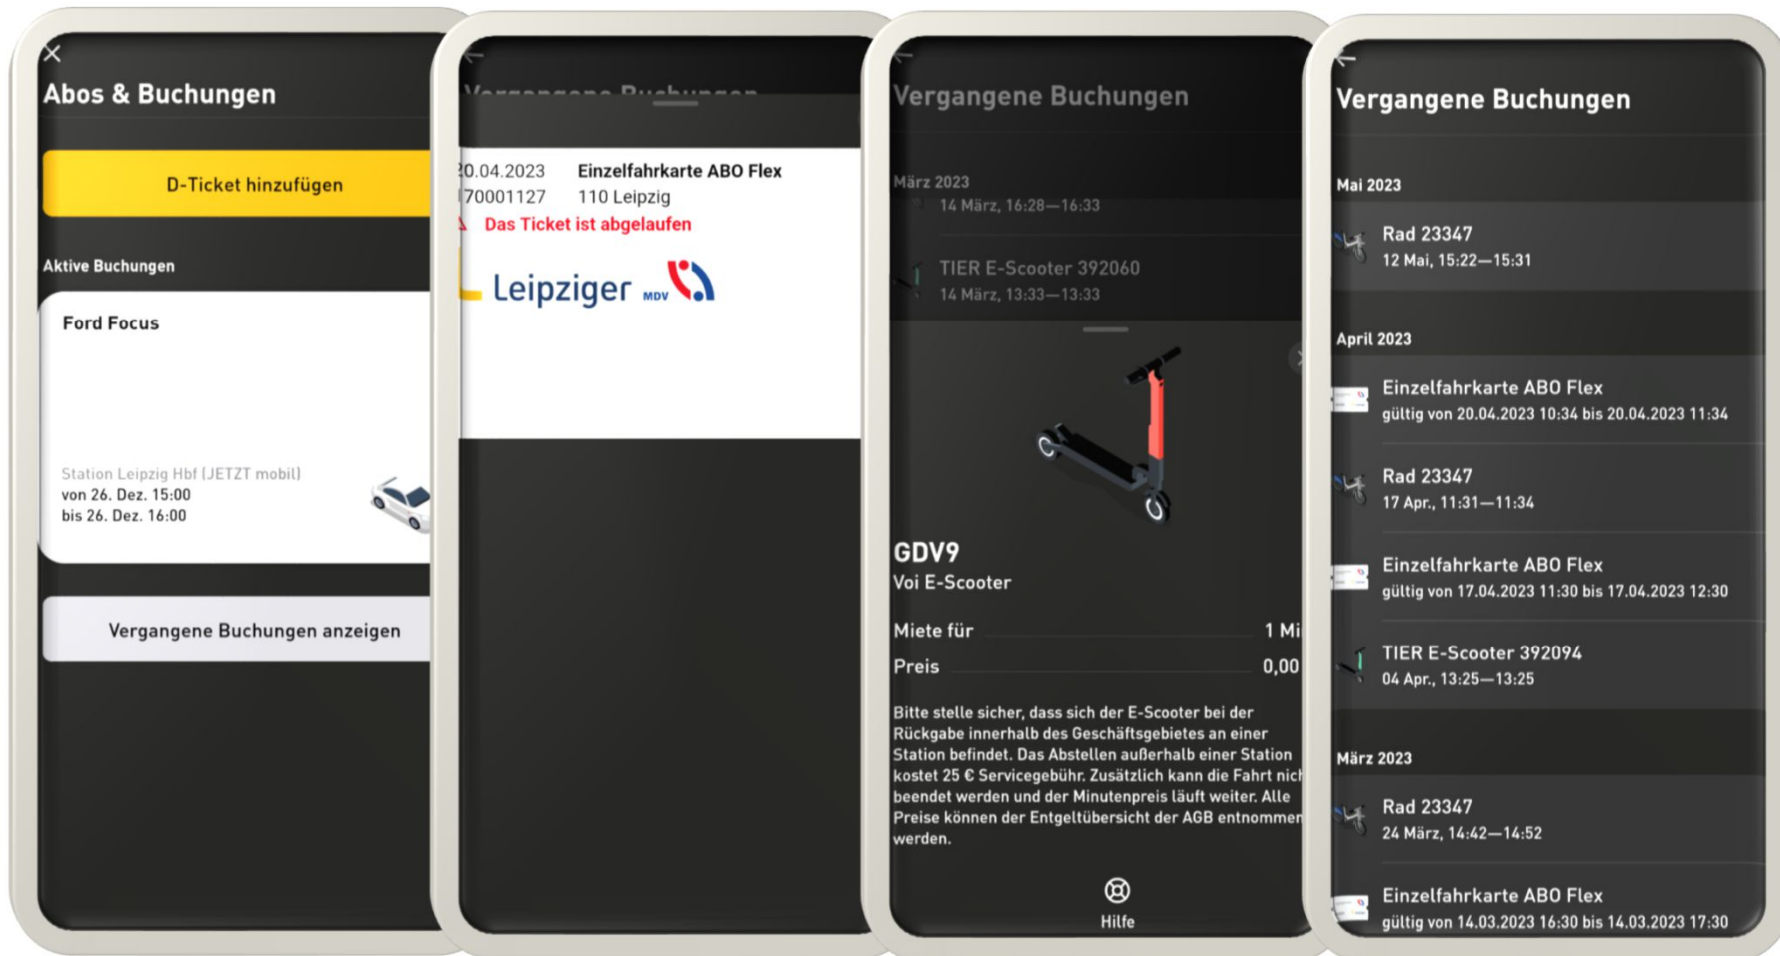 Abos & Buchungen
D-Ticket hinzufügen
Aktive Buchungen
Ford Focus
Station Leipzig Hbf (JETZT mobil)
von 26. Dez. 15:00
bis 26. Dez. 16:00
Vergangene Buchungen anzeigen
Vergangene Buchungen
20.04.2023 Einzelfahrkarte ABO Flex
170001127 110 Leipzig
Das Ticket ist abgelaufen
L Leipziger MDV
Vergangene Buchungen
März 2023
14 März, 16:28—16:33
TIER E-Scooter 392060
14 März, 13:33—13:33
GDV9
Voi E-Scooter
Miete für 1 Mi
Preis 0,00
Bitte stelle sicher, dass sich der E-Scooter bei der
Rückgabe innerhalb des Geschäftsgebietes an einer
Station befindet. Das Abstellen außerhalb einer Station
kostet 25 € Servicegebühr. Zusätzlich kann die Fahrt nich
beendet werden und der Minutenpreis läuft weiter. Alle
Preise können der Entgeltübersicht der AGB entnommen
werden.
Hilfe
Vergangene Buchungen
Mai 2023
Rad 23347
12 Mai, 15:22—15:31
April 2023
Einzelfahrkarte ABO Flex
gültig von 20.04.2023 10:34 bis 20.04.2023 11:34
Rad 23347
17 Apr., 11:31—11:34
Einzelfahrkarte ABO Flex
gültig von 17.04.2023 11:30 bis 17.04.2023 12:30
TIER E-Scooter 392094
04 Apr., 13:25—13:25
März 2023
Rad 23347
24 März, 14:42—14:52
Einzelfahrkarte ABO Flex
gültig von 14.03.2023 16:30 bis 14.03.2023 17:30